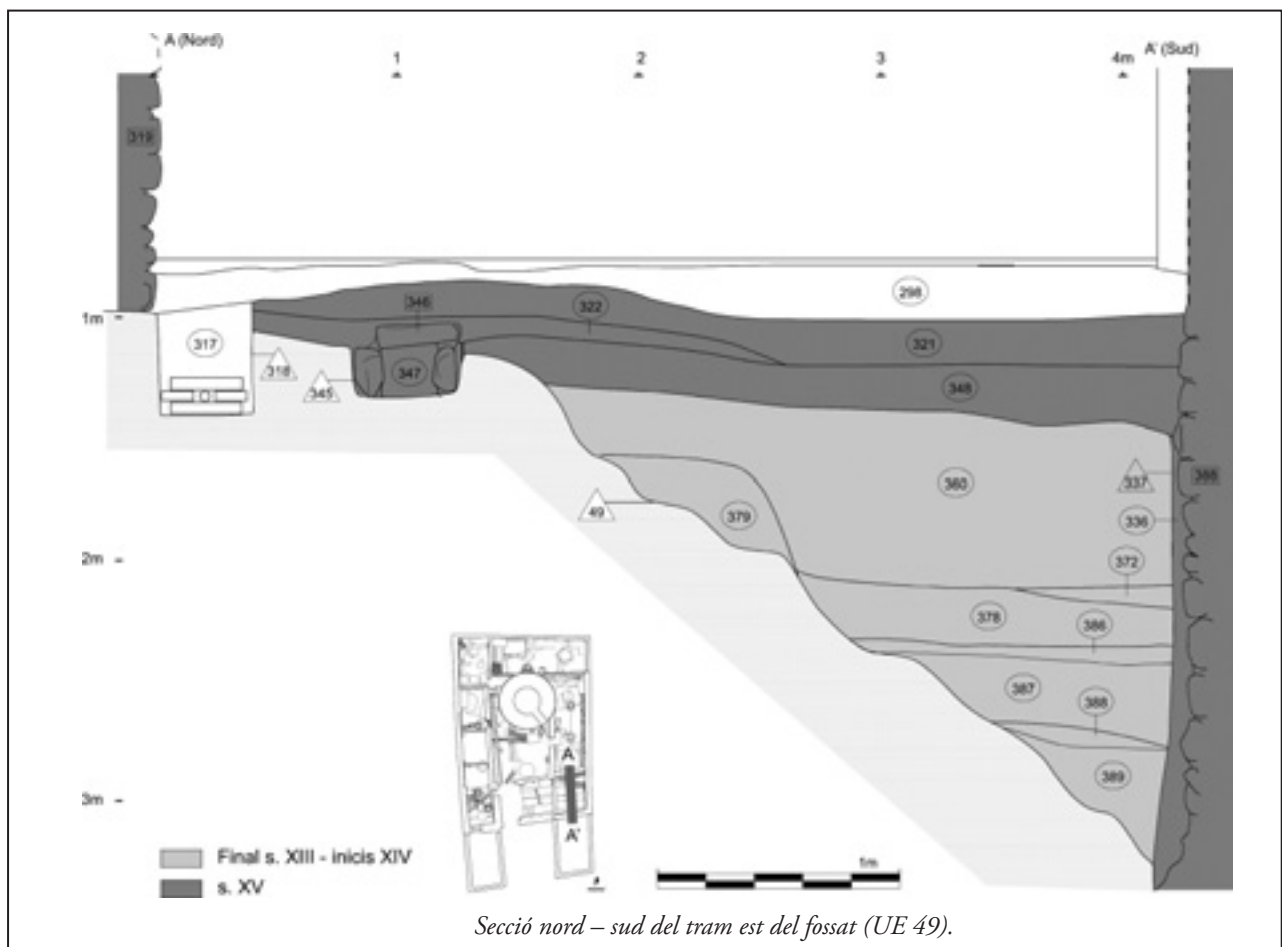 A (Nord)
1
2
3
4m
A' (Sud)
319
346
322
298
1m
317
321
318
345
347
348
360
337
49
379
336
372
2m
378
386
387
388
A
389
3m
A'
Final s. XIII - inicis XIV
1m
s. XV
Secció nord – sud del tram est del fossat (UE 49).